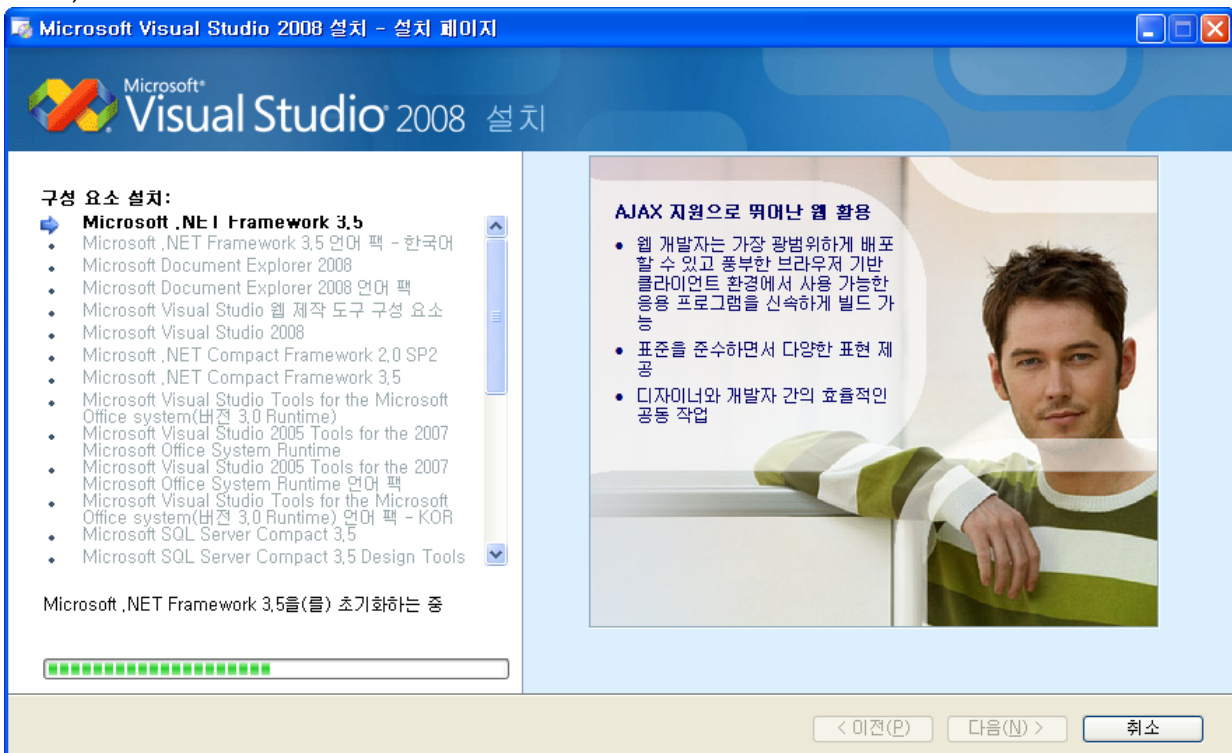 Microsoft Visual Studio 2008 설치 - 설치 페이지
Microsoft®
Visual Studio® 2008 설치
구성 요소 설치:
Microsoft .NET Framework 3.5
Microsoft .NET Framework 3.5 언어 팩 - 한국어
Microsoft Document Explorer 2008
Microsoft Document Explorer 2008 언어 팩
Microsoft Visual Studio 웹 제작 도구 구성 요소
Microsoft Visual Studio 2008
Microsoft .NET Compact Framework 2.0 SP2
Microsoft .NET Compact Framework 3.5
Microsoft Visual Studio Tools for the Microsoft
Office system(버전 3.0 Runtime)
Microsoft Visual Studio 2005 Tools for the 2007
Microsoft Office System Runtime
Microsoft Visual Studio 2005 Tools for the 2007
Microsoft Office System Runtime 언어 팩
Microsoft Visual Studio Tools for the Microsoft
Office system(버전 3.0 Runtime) 언어 팩 - KOR
Microsoft SQL Server Compact 3.5
Microsoft SQL Server Compact 3.5 Design Tools
Microsoft .NET Framework 3.5을(를) 초기화하는 중
AJAX 지원으로 뛰어난 웹 활용
• 웹 개발자는 가장 광범위하게 배포
할 수 있고 풍부한 브라우저 기반
클라이언트 환경에서 사용 가능한
응용 프로그램을 신속하게 빌드 가
능
• 표준을 준수하면서 다양한 표현 제
공
• 디자이너와 개발자 간의 효율적인
공동 작업
< 이전(P)
다음(N) >
취소